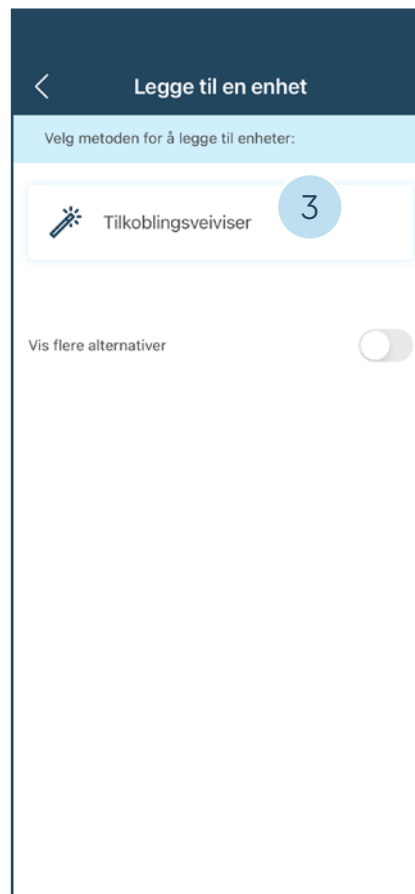 Legge til en enhet
Velg metoden for å legge til enheter:
Tilkoblingsveiviser 3
Vis flere alternativer